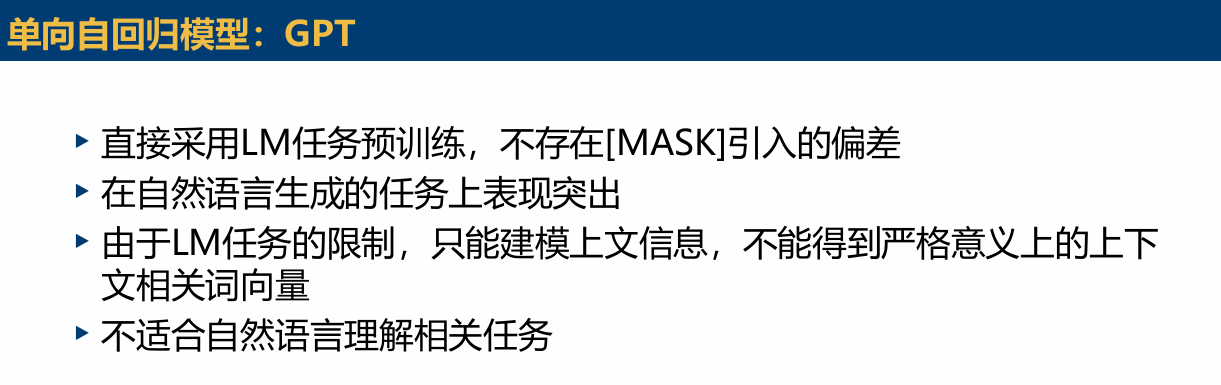 单向自回归模型：GPT
直接采用LM任务预训练，不存在[MASK]引入的偏差
在自然语言生成的任务上表现突出
由于LM任务的限制，只能建模上文信息，不能得到严格意义上的上下
文相关词向量
不适合自然语言理解相关任务